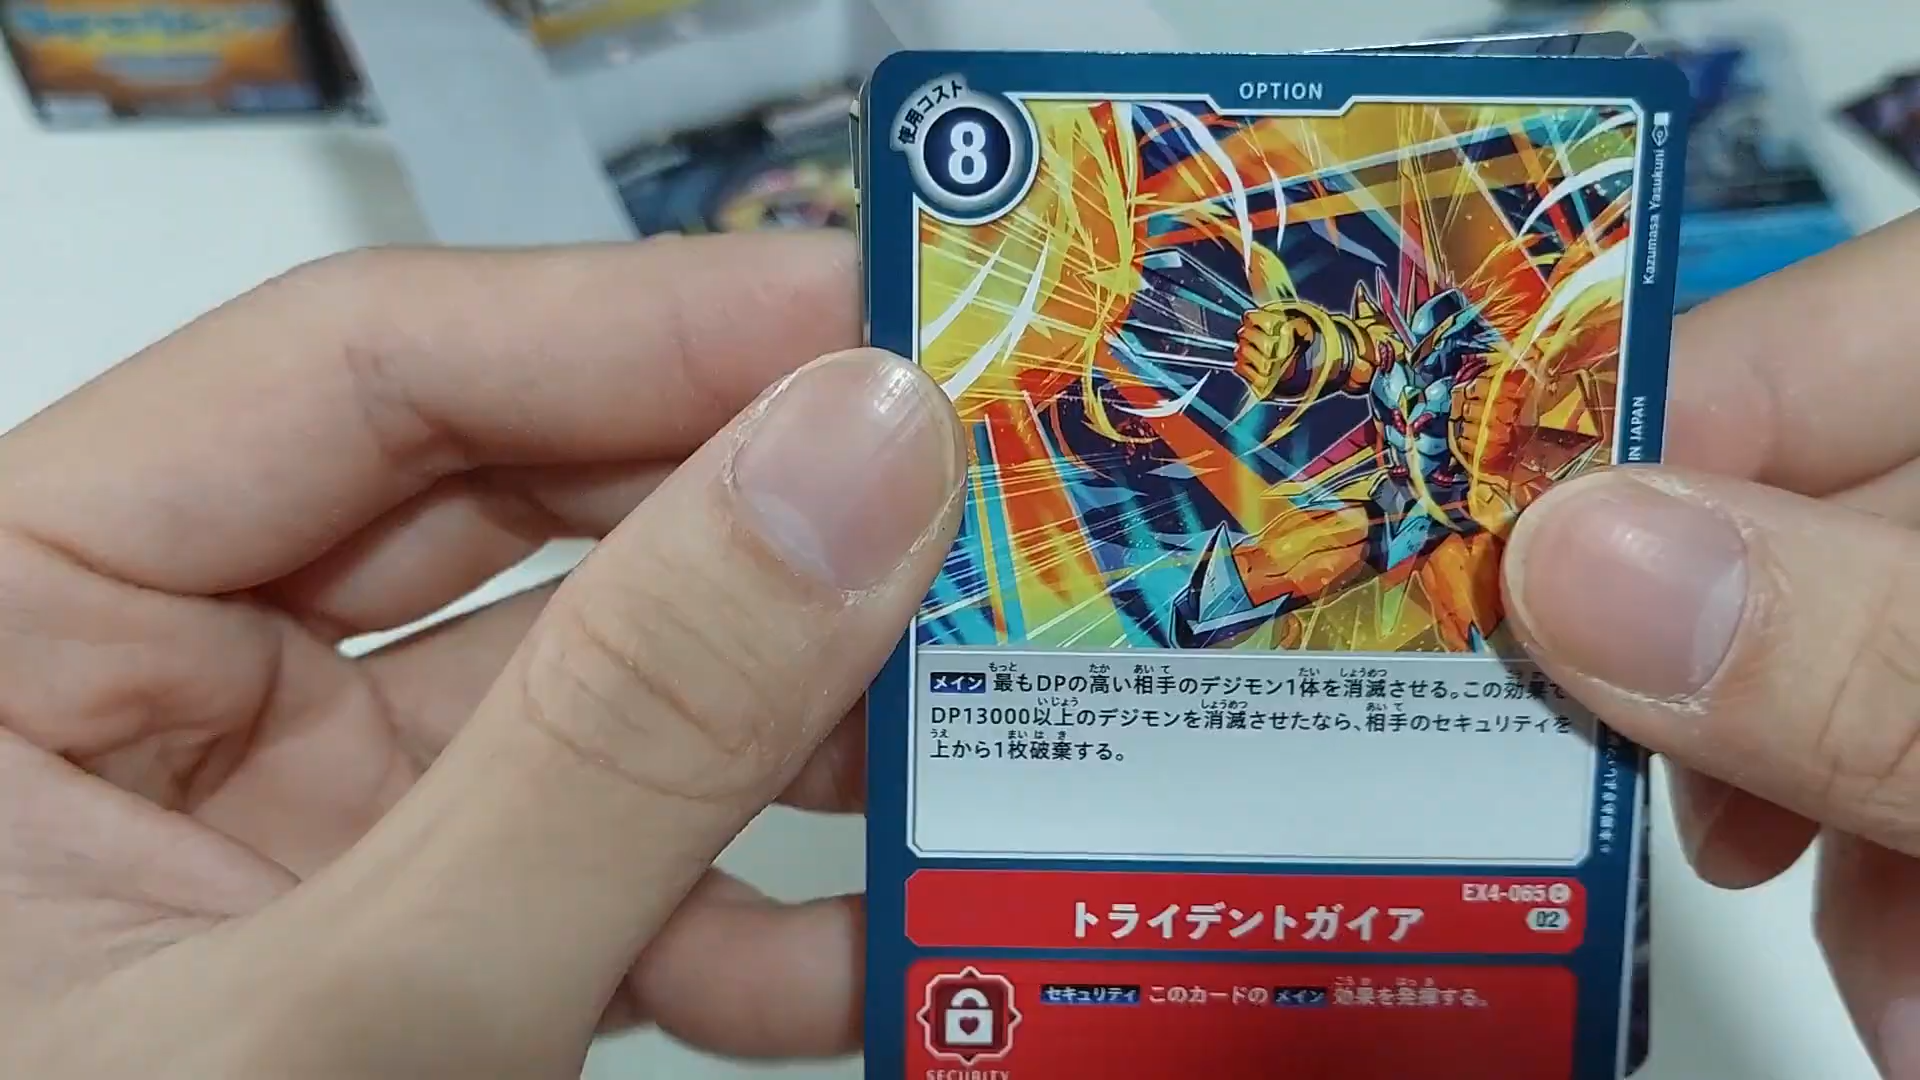 OPTION
使用コスト
8
Kazumasa Yasukuni
IN JAPAN
メイン 最もDPの高い相手のデジモン1体を消滅させる。この効果で
DP13000以上のデジモンを消滅させたなら、相手のセキュリティを
上から1枚破棄する。
EX4-065
02
トライデントガイア
セキュリティ このカードの メイン 効果を発揮する。
SECURITY